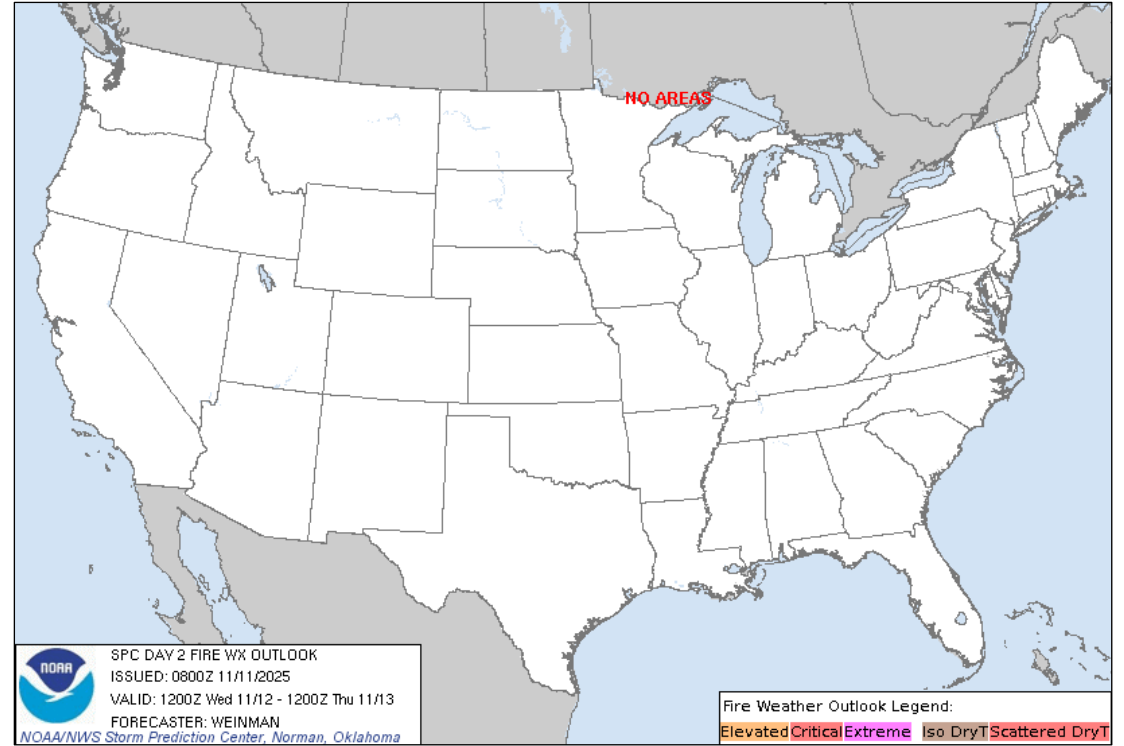 NO AREAS
NOAA
SPC DAY 2 FIRE WX OUTLOOK
ISSUED: 0800Z 11/11/2025
VALID: 1200Z Wed 11/12 - 1200Z Thu 11/13
FORECASTER: WEINMAN
NOAA/NWS Storm Prediction Center, Norman, Oklahoma
Fire Weather Outlook Legend:
Elevated Critical Extreme Iso DryT Scattered DryT